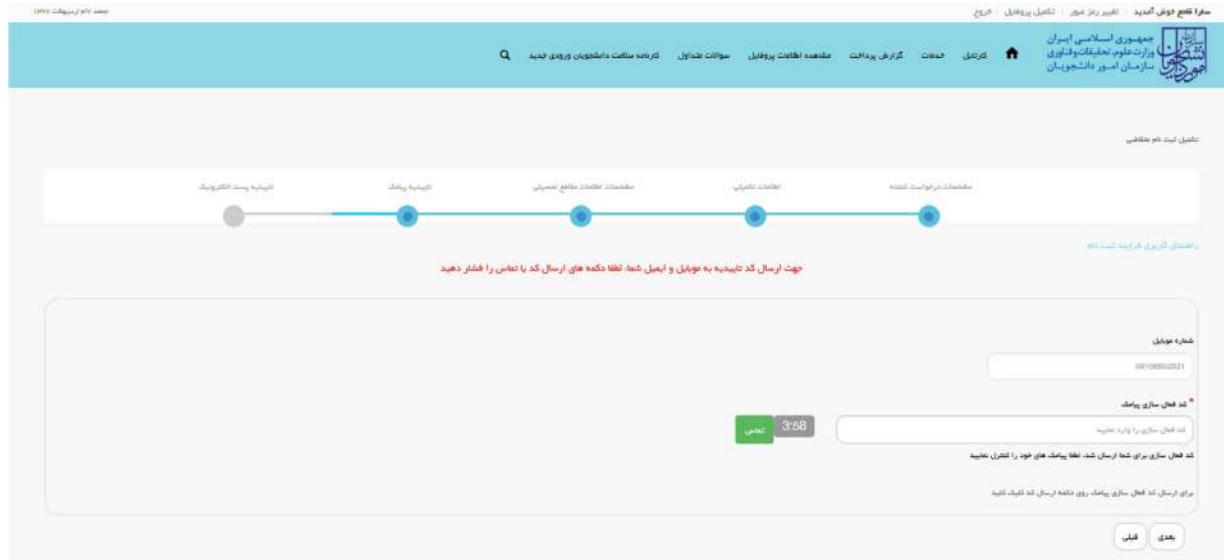 سارا قانع خوش آمدید | تغییر رمز عبور | تکمیل پروفایل | خروج
جمهوری اسلامی ایران
وزارت علوم، تحقیقات و فناوری
سازمان امور دانشجویان
کارتابل خدمات گزارش پرداخت مشاهده اطلاعات پروفایل سوالات متداول کارنامه سلامت دانشجویان ورودی جدید
تکمیل ثبت نام متقاضی
مشخصات درخواست کننده اطلاعات تکمیلی مشخصات اطلاعات مقاطع تحصیلی تاییدیه پیامک تاییدیه پست الکترونیک
راهنمای کاربری فرایند ثبت نام
جهت ارسال کد تاییدیه به موبایل و ایمیل شما، لطفا دکمه های ارسال کد یا تماس را فشار دهید
شماره موبایل
* کد فعال سازی پیامک
کد فعال سازی را وارد نمایید 3:58 تماس
کد فعال سازی برای شما ارسال شد، لطفا پیامک های خود را کنترل نمایید
برای ارسال کد فعال سازی پیامک روی دکمه ارسال کد کلیک کنید
بعدی قبلی